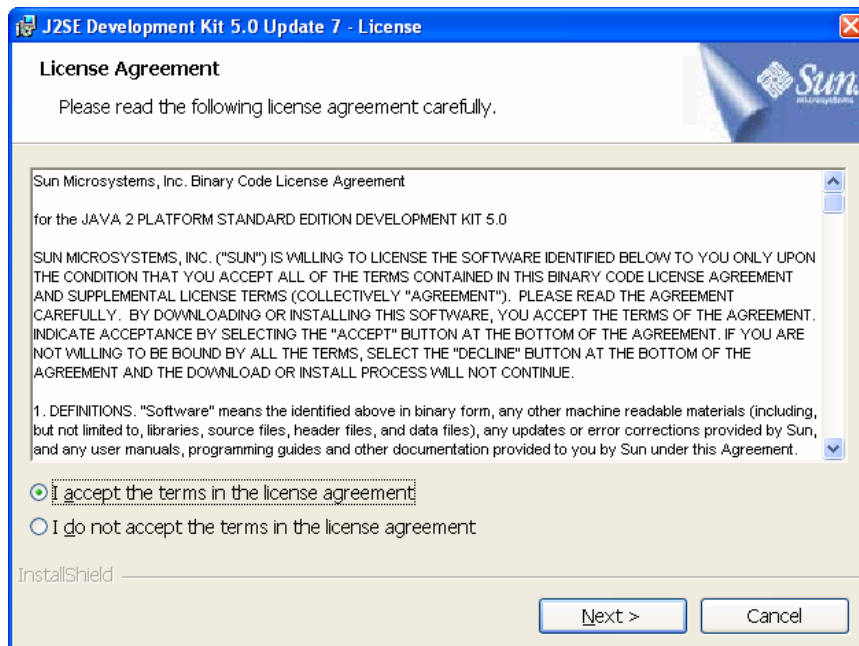 J2SE Development Kit 5.0 Update 7 - License
License Agreement
Please read the following license agreement carefully.
Sun
microsystems
Sun Microsystems, Inc. Binary Code License Agreement
for the JAVA 2 PLATFORM STANDARD EDITION DEVELOPMENT KIT 5.0
SUN MICROSYSTEMS, INC. ("SUN") IS WILLING TO LICENSE THE SOFTWARE IDENTIFIED BELOW TO YOU ONLY UPON
THE CONDITION THAT YOU ACCEPT ALL OF THE TERMS CONTAINED IN THIS BINARY CODE LICENSE AGREEMENT
AND SUPPLEMENTAL LICENSE TERMS (COLLECTIVELY "AGREEMENT"). PLEASE READ THE AGREEMENT
CAREFULLY. BY DOWNLOADING OR INSTALLING THIS SOFTWARE, YOU ACCEPT THE TERMS OF THE AGREEMENT.
INDICATE ACCEPTANCE BY SELECTING THE "ACCEPT" BUTTON AT THE BOTTOM OF THE AGREEMENT. IF YOU ARE
NOT WILLING TO BE BOUND BY ALL THE TERMS, SELECT THE "DECLINE" BUTTON AT THE BOTTOM OF THE
AGREEMENT AND THE DOWNLOAD OR INSTALL PROCESS WILL NOT CONTINUE.
1. DEFINITIONS. "Software" means the identified above in binary form, any other machine readable materials (including,
but not limited to, libraries, source files, header files, and data files), any updates or error corrections provided by Sun,
and any user manuals, programming guides and other documentation provided to you by Sun under this Agreement.
I accept the terms in the license agreement
I do not accept the terms in the license agreement
InstallShield
Next >
Cancel